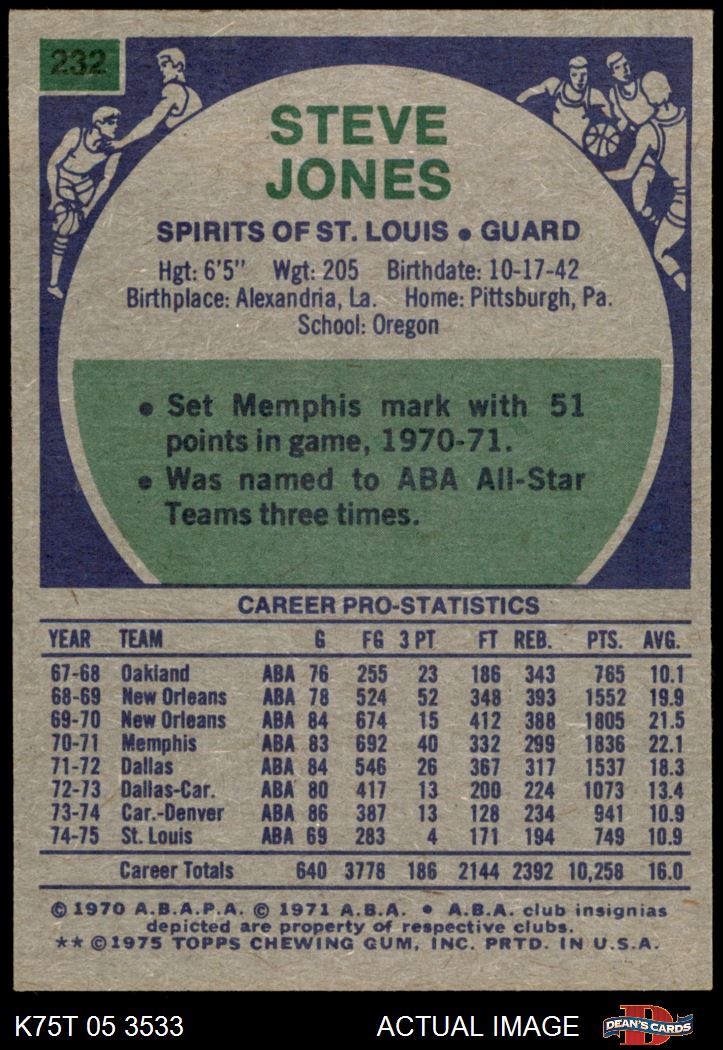 232
STEVE
JONES
SPIRITS OF ST. LOUIS • GUARD
Hgt: 6'5" Wgt: 205 Birthdate: 10-17-42
Birthplace: Alexandria, La. Home: Pittsburgh, Pa.
School: Oregon
• Set Memphis mark with 51
points in game, 1970-71.
• Was named to ABA All-Star
Teams three times.
CAREER PRO-STATISTICS
YEAR TEAM G FG 3 PT FT REB. PTS. AVG.
67-68 Oakland ABA 76 255 23 186 343 765 10.1
68-69 New Orleans ABA 78 524 52 348 393 1552 19.9
69-70 New Orleans ABA 84 674 15 412 388 1805 21.5
70-71 Memphis ABA 83 692 40 332 299 1836 22.1
71-72 Dallas ABA 84 546 26 367 317 1537 18.3
72-73 Dallas-Car. ABA 80 417 13 200 224 1073 13.4
73-74 Car.-Denver ABA 86 387 13 128 234 941 10.9
74-75 St. Louis ABA 69 283 4 171 194 749 10.9
Career Totals 640 3778 186 2144 2392 10,258 16.0
© 1970 A.B.A.P.A. © 1971 A.B.A. • A.B.A. club insignias
depicted are property of respective clubs.
** © 1975 TOPPS CHEWING GUM, INC. PRTD. IN U.S.A.
K75T 05 3533 ACTUAL IMAGE
D
DEAN'S CARDS